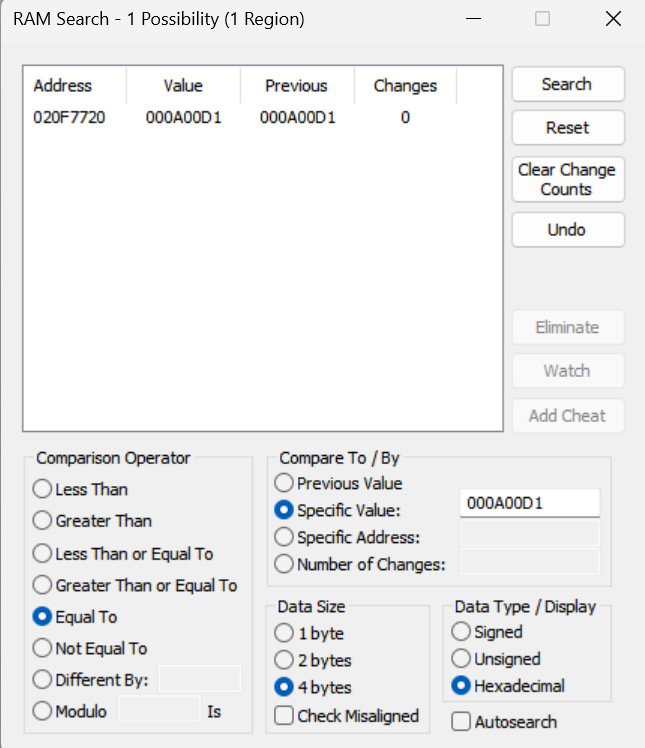 RAM Search - 1 Possibility (1 Region)
Address Value Previous Changes
020F7720 000A00D1 000A00D1 0
Search
Reset
Clear Change
Counts
Undo
Eliminate
Watch
Add Cheat
Comparison Operator
Less Than
Greater Than
Less Than or Equal To
Greater Than or Equal To
Equal To
Not Equal To
Different By:
Modulo Is
Compare To / By
Previous Value
Specific Value: 000A00D1
Specific Address:
Number of Changes:
Data Size
1 byte
2 bytes
4 bytes
Check Misaligned
Data Type / Display
Signed
Unsigned
Hexadecimal
Autosearch